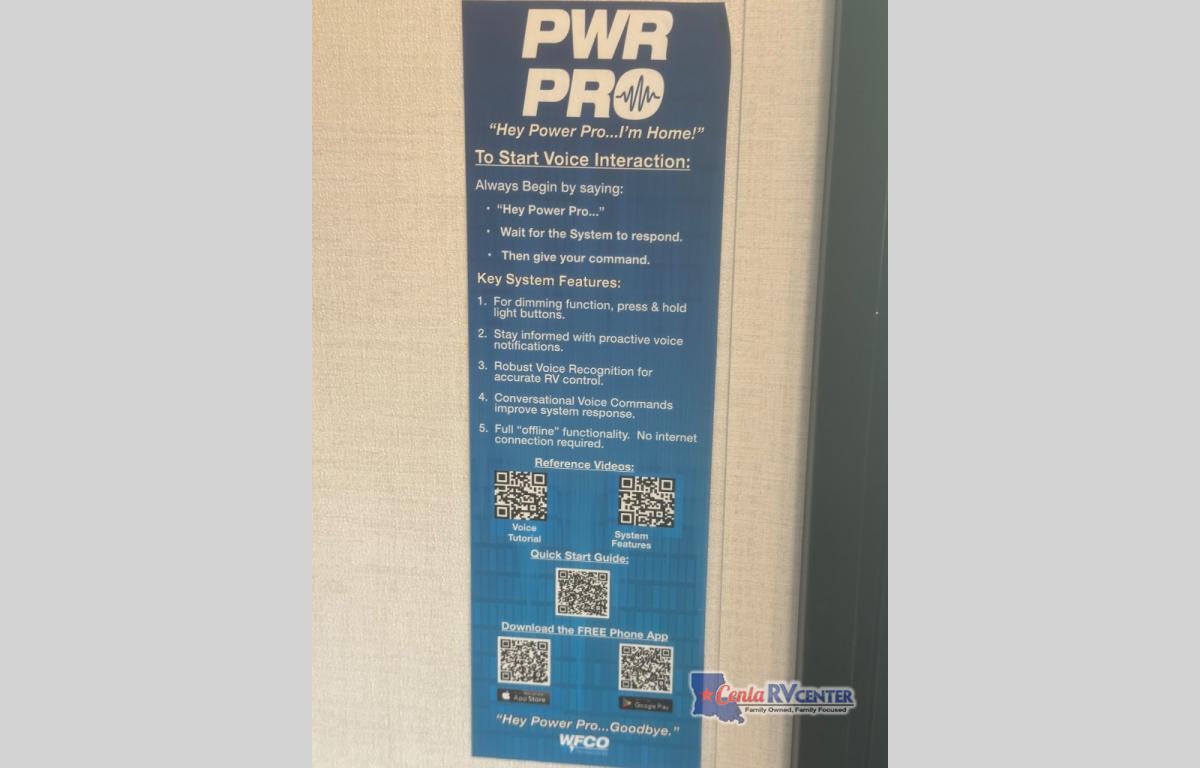 PWR
PRO
“Hey Power Pro...I’m Home!”
To Start Voice Interaction:
Always Begin by saying:
• “Hey Power Pro...”
• Wait for the System to respond.
• Then give your command.
Key System Features:
1. For dimming function, press & hold
light buttons.
2. Stay informed with proactive voice
notifications.
3. Robust Voice Recognition for
accurate RV control.
4. Conversational Voice Commands
improve system response.
5. Full “offline” functionality. No internet
connection required.
Reference Videos:
Voice
Tutorial
System
Features
Quick Start Guide:
Download the FREE Phone App
App Store
Google Pay
“Hey Power Pro...Goodbye.”
WFCO
Cenla RV CENTER
Family Owned, Family Focused